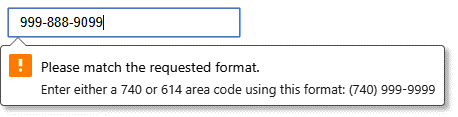 999-888-9099
!
Please match the requested format.
Enter either a 740 or 614 area code using this format: (740) 999-9999